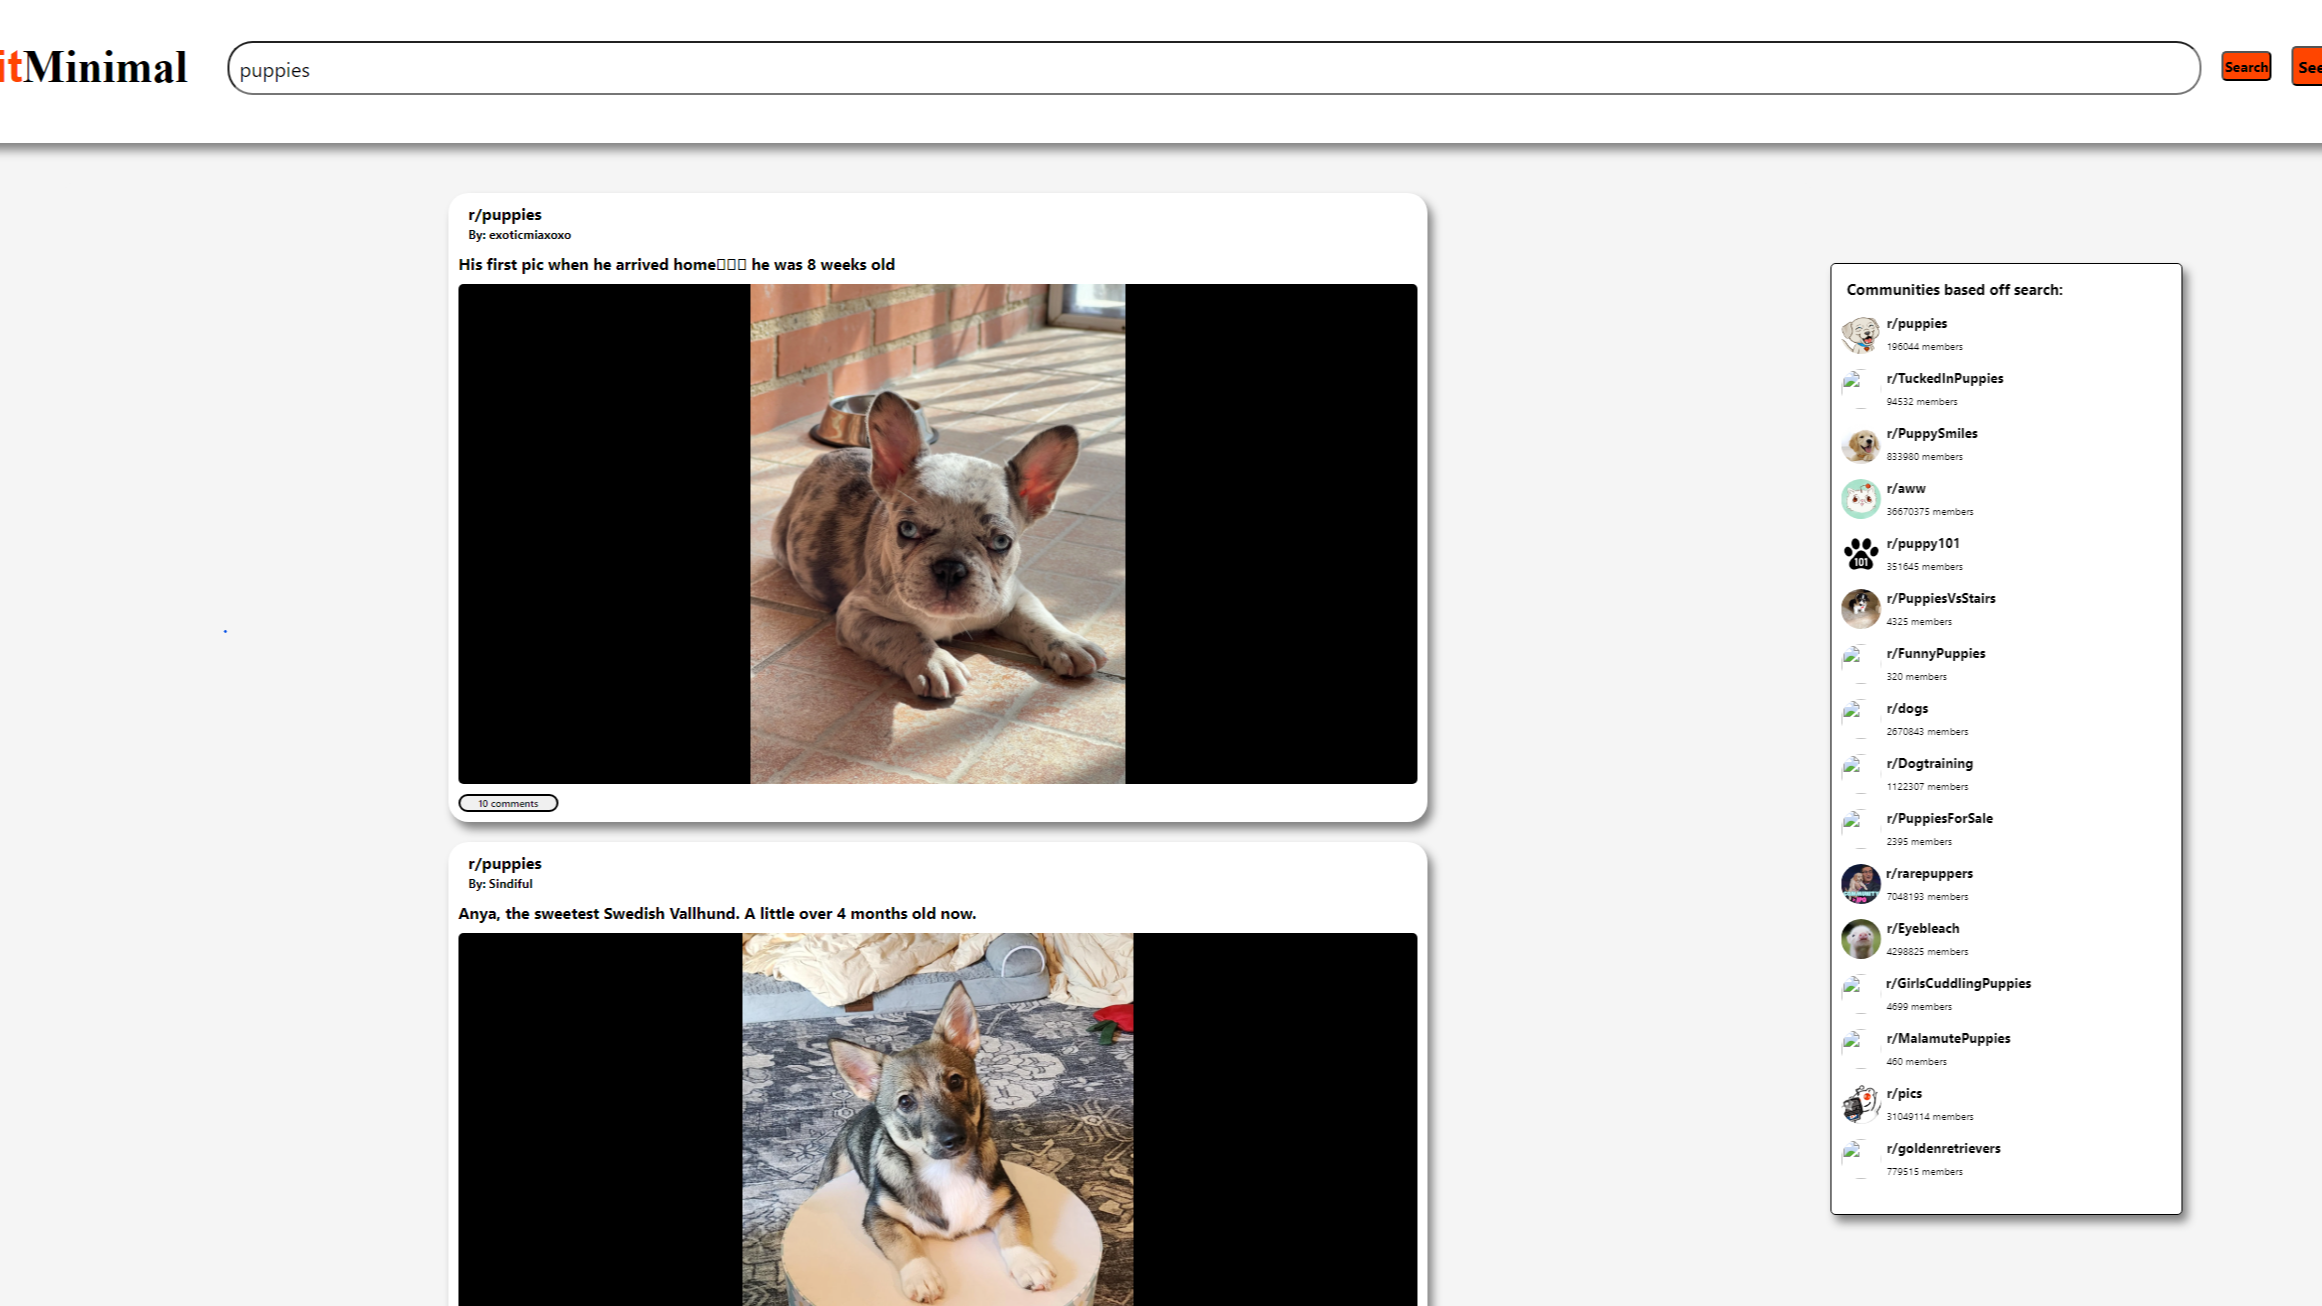 itMinimal
puppies
Search
See
r/puppies
By: exoticmiaxoxo
His first pic when he arrived home he was 8 weeks old
10 comments
r/puppies
By: Sindiful
Anya, the sweetest Swedish Vallhund. A little over 4 months old now.
Communities based off search:
r/puppies
196044 members
r/TuckedInPuppies
94532 members
r/PuppySmiles
833980 members
r/aww
36670375 members
101
r/puppy101
351645 members
r/PuppiesVsStairs
4325 members
r/FunnyPuppies
320 members
r/dogs
2670843 members
r/Dogtraining
1122307 members
r/PuppiesForSale
2395 members
r/rarepuppers
7048193 members
r/Eyebleach
4298825 members
r/GirlsCuddlingPuppies
4699 members
r/MalamutePuppies
460 members
r/pics
31049114 members
r/goldenretrievers
779515 members